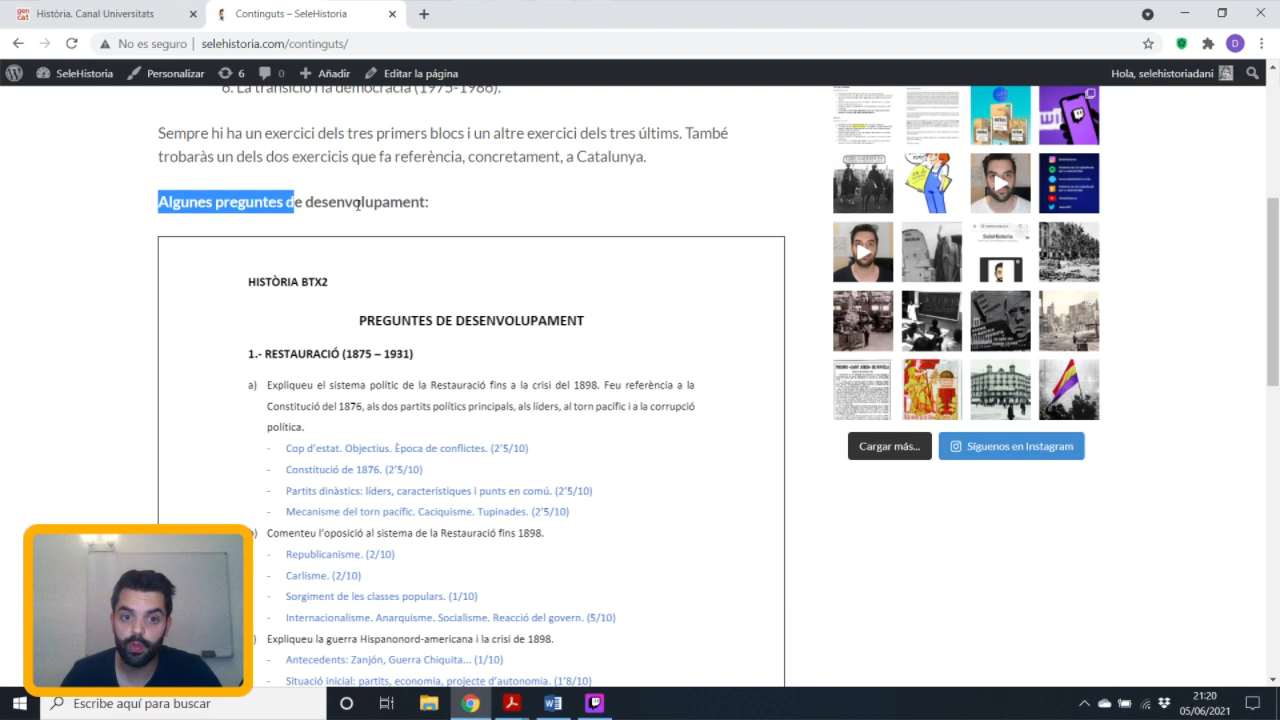 Història. Canal Universitats
Continguts – SeleHistoria
No es seguro
selehistoria.com/continguts/
D
SeleHistoria
Personalizar
6
0
Añadir
Editar la página
Hola, selehistoriadani
6. La transició i la democràcia (1975-1986).
un exercici dels tres primers blocs i un altre exercici dels tres últims. També
trobaràs un dels dos exercicis que fa referència, concretament, a Catalunya.
Algunes preguntes de desenvolupament:
HISTÒRIA BTX2
PREGUNTES DE DESENVOLUPAMENT
1.- RESTAURACIÓ (1875 – 1931)
a) Expliqueu el sistema polític de la Restauració fins a la crisi del 1898. Feu referència a la
Constitució del 1876, als dos partits polítics principals, als líders, al torn pacífic i a la corrupció
política.
- Cop d'estat. Objectius. Època de conflictes. (2'5/10)
- Constitució de 1876. (2'5/10)
- Partits dinàstics: líders, característiques i punts en comú. (2'5/10)
- Mecanisme del torn pacífic. Caciquisme. Tupinades. (2'5/10)
Comenteu l'oposició al sistema de la Restauració fins 1898.
- Republicanisme. (2/10)
- Carlisme. (2/10)
- Sorgiment de les classes populars. (1/10)
- Internacionalisme. Anarquisme. Socialisme. Reacció del govern. (5/10)
Expliqueu la guerra Hispanonord-americana i la crisi de 1898.
- Antecedents: Zanjón, Guerra Chiquita... (1/10)
- Situació inicial: partits, economia, projecte d'autonomia. (1'8/10)
Cargar más...
Síguenos en Instagram
Escribe aquí para buscar
21:20
05/06/2021